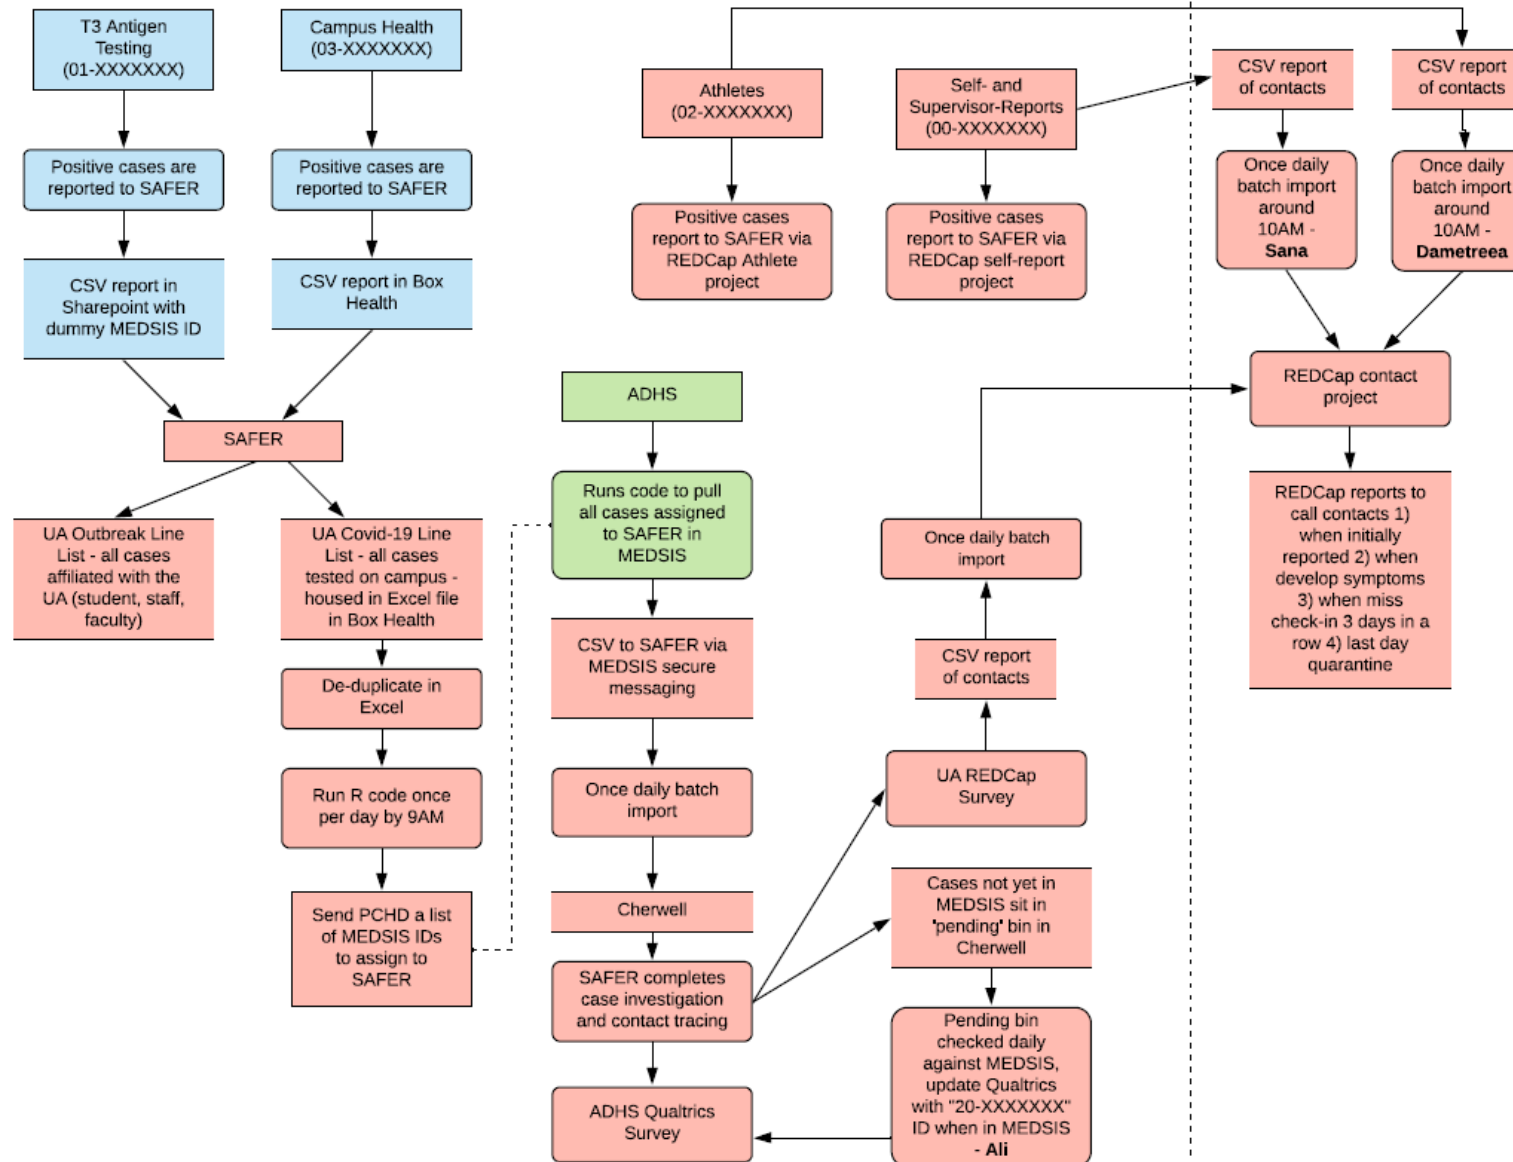 T3 Antigen
Testing
(01-XXXXXXX)
Campus Health
(03-XXXXXXX)
Positive cases are
reported to SAFER
Positive cases are
reported to SAFER
CSV report in
Sharepoint with
dummy MEDSIS ID
CSV report in Box
Health
SAFER
UA Outbreak Line
List - all cases
affiliated with the
UA (student, staff,
faculty)
UA Covid-19 Line
List - all cases
tested on campus -
housed in Excel file
in Box Health
De-duplicate in
Excel
Run R code once
per day by 9AM
Send PCHD a list
of MEDSIS IDs
to assign to
SAFER
ADHS
Runs code to pull
all cases assigned
to SAFER in
MEDSIS
CSV to SAFER via
MEDSIS secure
messaging
Once daily batch
import
Cherwell
SAFER completes
case investigation
and contact tracing
ADHS Qualtrics
Survey
Athletes
(02-XXXXXXX)
Positive cases
report to SAFER via
REDCap Athlete
project
Self- and
Supervisor-Reports
(00-XXXXXXX)
Positive cases
report to SAFER via
REDCap self-report
project
Once daily batch
import
CSV report
of contacts
UA REDCap
Survey
Cases not yet in
MEDSIS sit in
'pending' bin in
Cherwell
Pending bin
checked daily
against MEDSIS,
update Qualtrics
with "20-XXXXXXX"
ID when in MEDSIS
- Ali
CSV report
of contacts
Once daily
batch import
around
10AM -
Sana
CSV report
of contacts
Once daily
batch import
around
10AM -
Dametreea
REDCap contact
project
REDCap reports to
call contacts 1)
when initially
reported 2) when
develop symptoms
3) when miss
check-in 3 days in a
row 4) last day
quarantine